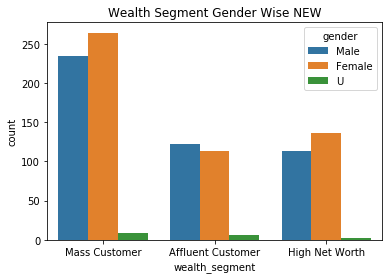 Wealth Segment Gender Wise NEW
gender
Male
Female
U
250
200
150
100
50
0
count
Mass Customer
Affluent Customer
High Net Worth
wealth_segment